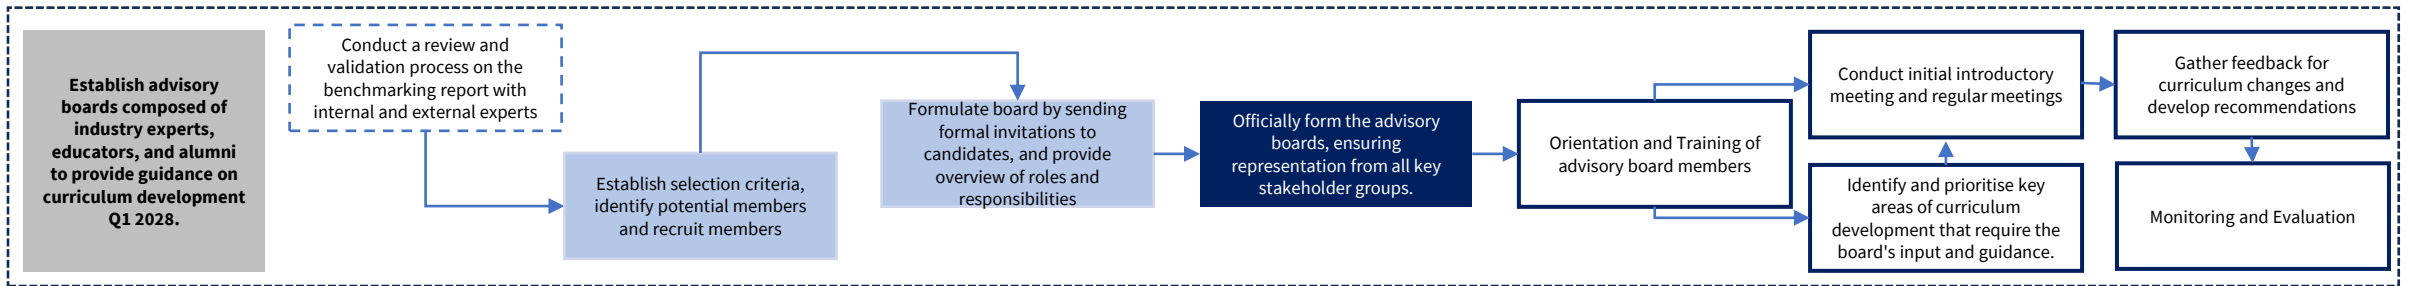 Establish advisory
boards composed of
industry experts,
educators, and alumni
to provide guidance on
curriculum development
Q1 2028.
Conduct a review and
validation process on the
benchmarking report with
internal and external experts
Establish selection criteria,
identify potential members
and recruit members
Formulate board by sending
formal invitations to
candidates, and provide
overview of roles and
responsibilities
Officially form the advisory
boards, ensuring
representation from all key
stakeholder groups.
Orientation and Training of
advisory board members
Conduct initial introductory
meeting and regular meetings
Identify and prioritise key
areas of curriculum
development that require the
board's input and guidance.
Gather feedback for
curriculum changes and
develop recommendations
Monitoring and Evaluation